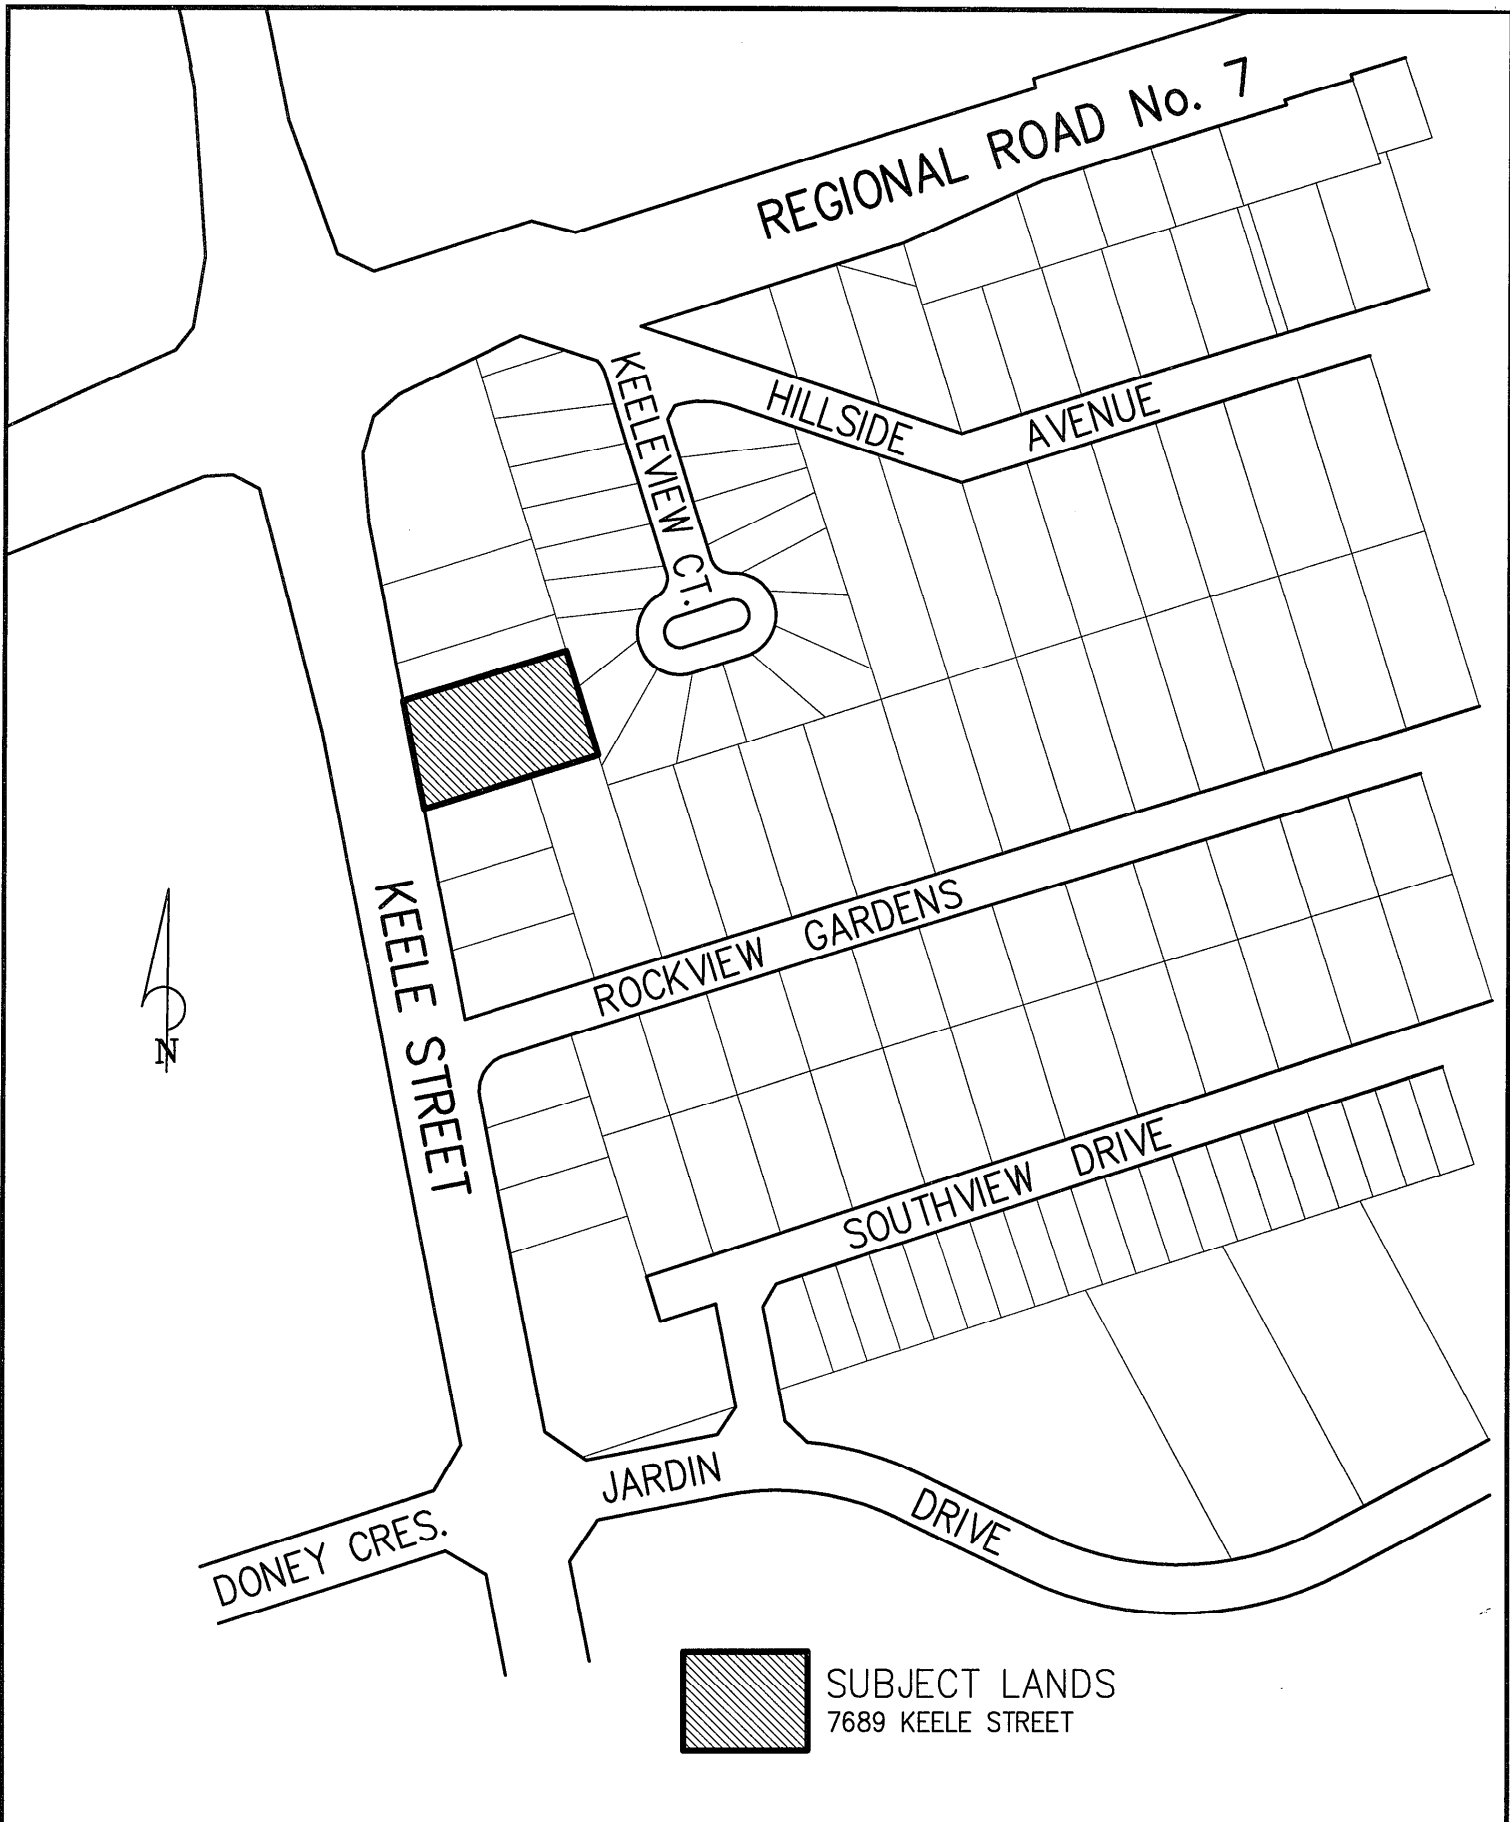 REGIONAL ROAD No. 7
KEELEVIEW CT.
HILLSIDE AVENUE
KEELE STREET
ROCKVIEW GARDENS
N
SOUTHVIEW DRIVE
JARDIN DRIVE
DONEY CRES.
SUBJECT LANDS
7689 KEELE STREET